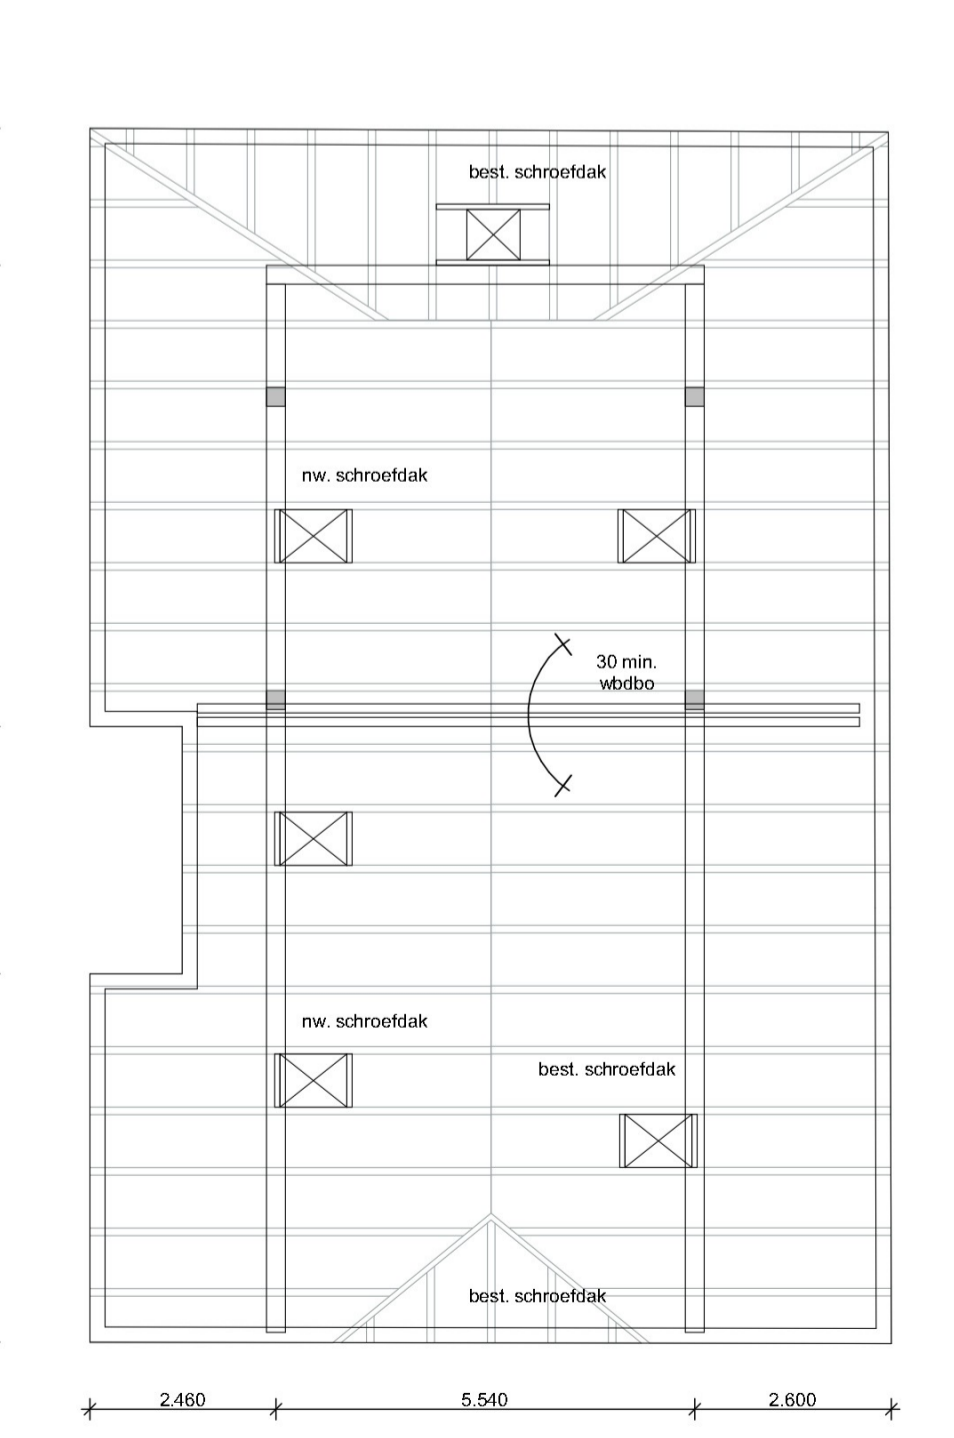 best. schroefdak
nw. schroefdak
30 min.
wbdbo
nw. schroefdak
best. schroefdak
best. schroefdak
2.460
5.540
2.600